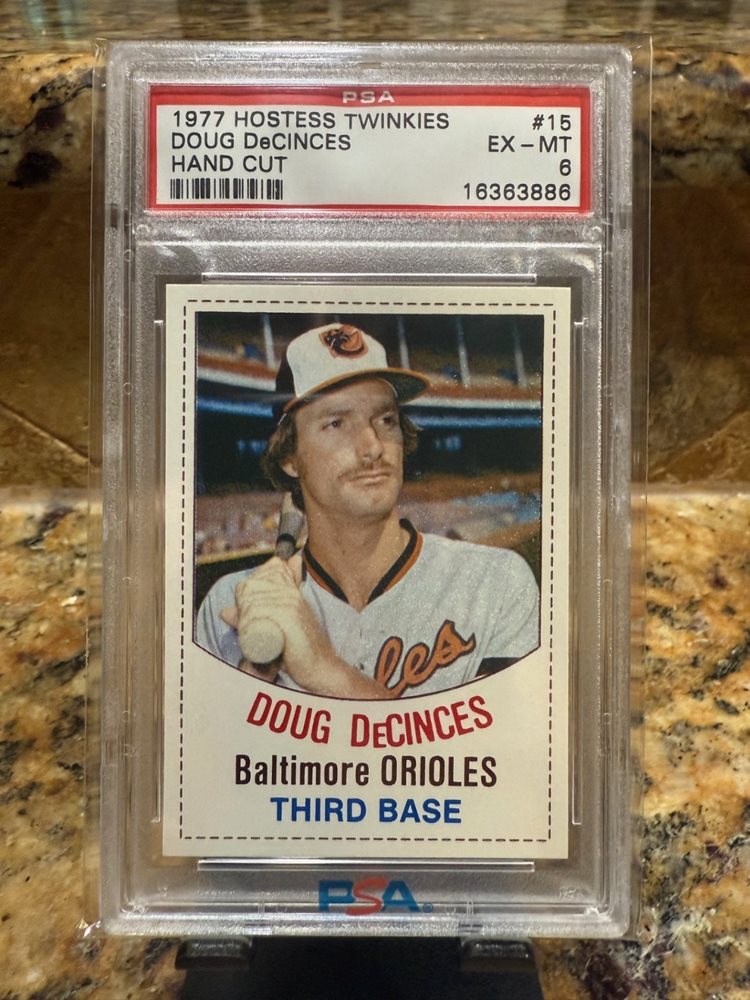 PSA
1977 HOSTESS TWINKIES #15
DOUG DeCINCES EX - MT
HAND CUT 6
16363886
les
DOUG DeCINCES
Baltimore ORIOLES
THIRD BASE
PSA®